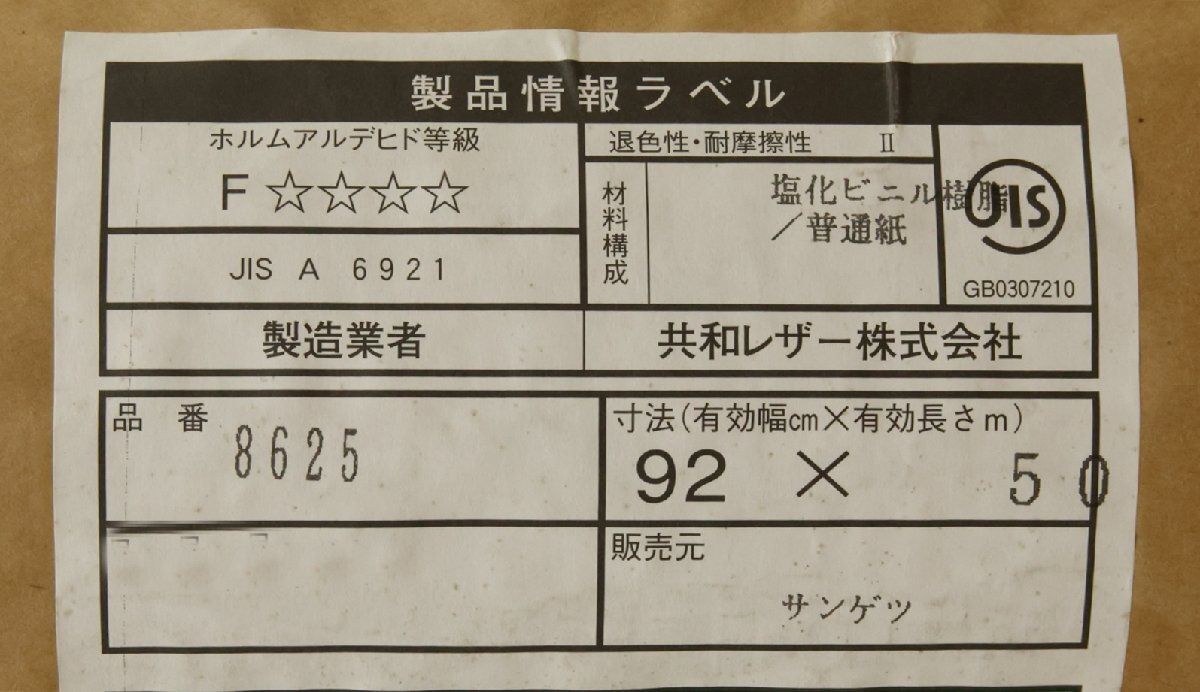 製品情報ラベル
ホルムアルデヒド等級
F☆☆☆☆
JIS A 6921
退色性・耐摩擦性 Ⅱ
材料構成
塩化ビニル樹脂
／普通紙
JIS
GB0307210
製造業者
共和レザー株式会社
品番
8625
寸法(有効幅cm×有効長さm)
92 × 50
販売元
サンゲツ